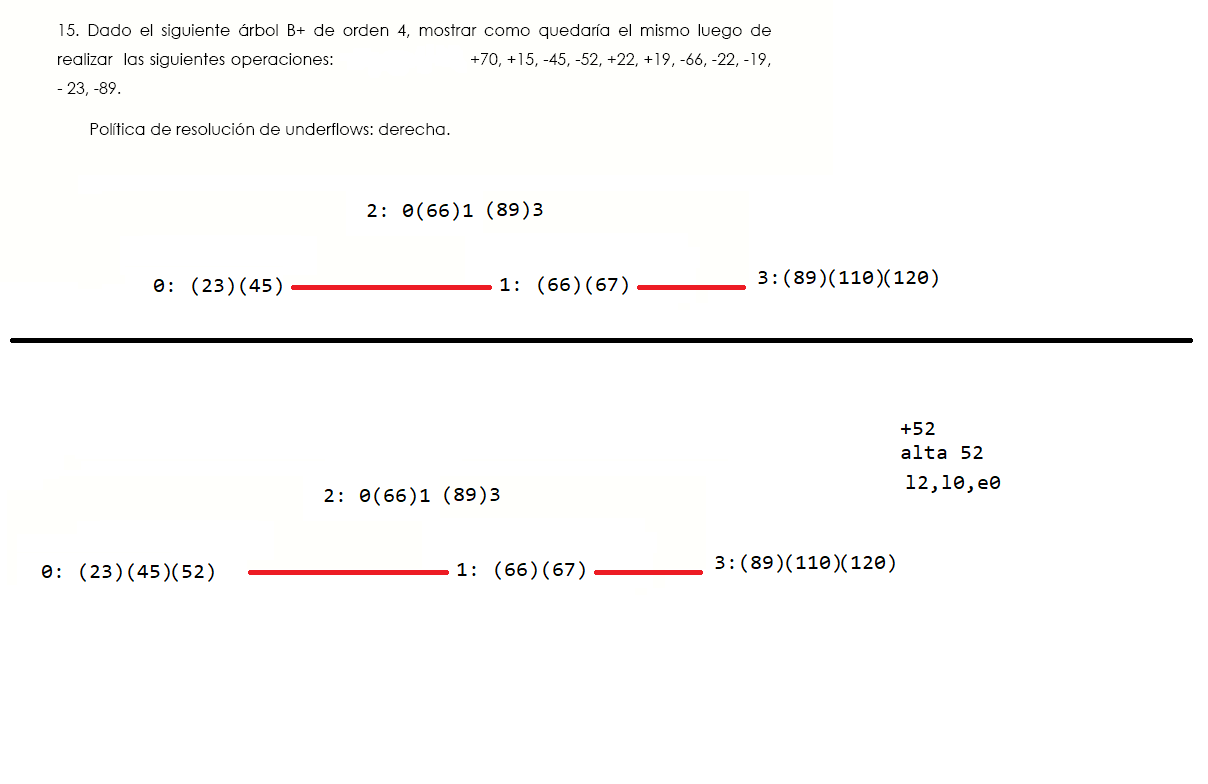 15. Dado el siguiente árbol B+ de orden 4, mostrar como quedaría el mismo luego de
realizar las siguientes operaciones: +70, +15, -45, -52, +22, +19, -66, -22, -19,
- 23, -89.
Política de resolución de underflows: derecha.
2: 0(66)1 (89)3
0: (23)(45) 1: (66)(67) 3:(89)(110)(120)
+52
alta 52
l2,l0,e0
2: 0(66)1 (89)3
0: (23)(45)(52) 1: (66)(67) 3:(89)(110)(120)